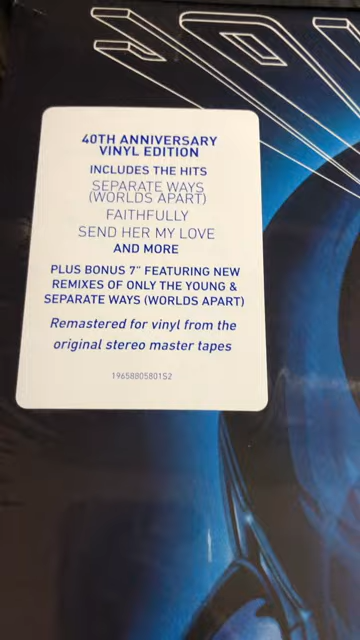 40TH ANNIVERSARY
VINYL EDITION
INCLUDES THE HITS
SEPARATE WAYS
(WORLDS APART)
FAITHFULLY
SEND HER MY LOVE
AND MORE
PLUS BONUS 7" FEATURING NEW
REMIXES OF ONLY THE YOUNG &
SEPARATE WAYS (WORLDS APART)
Remastered for vinyl from the
original stereo master tapes
19658805801S2